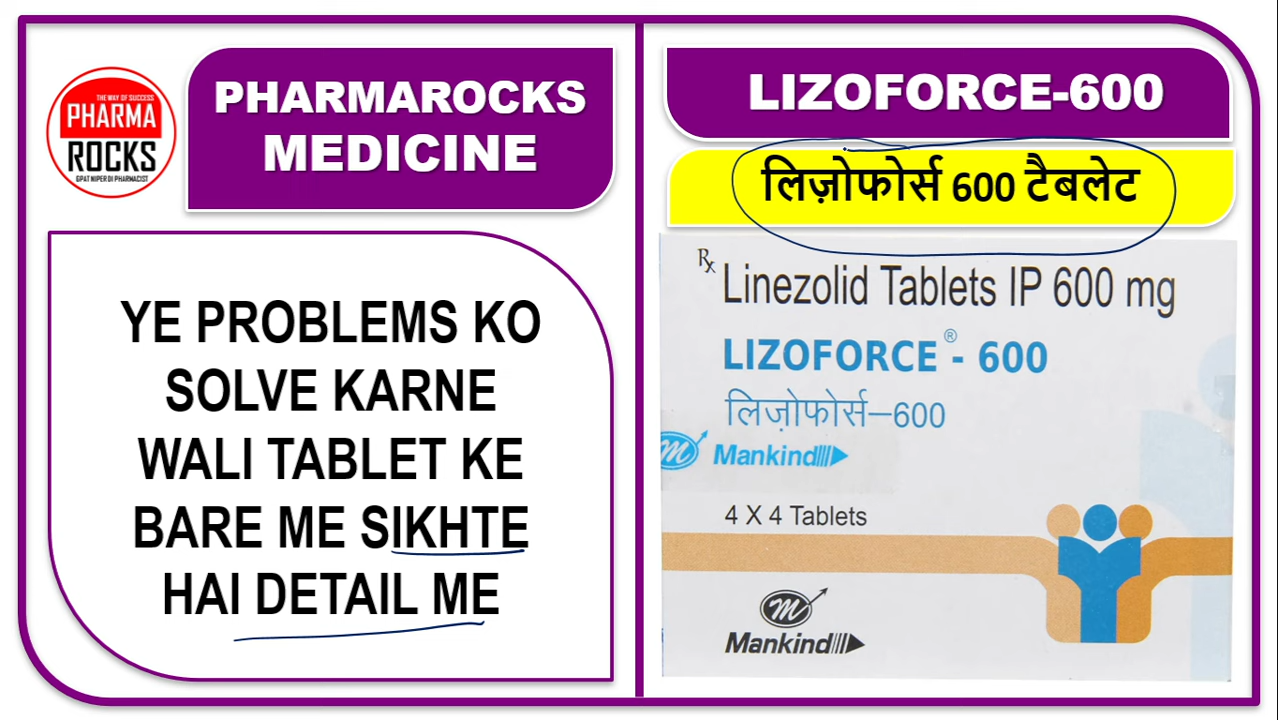 THE WAY OF SUCCESS
PHARMA
ROCKS
GPAT NIPER DI PHARMACIST
PHARMAROCKS
MEDICINE
YE PROBLEMS KO
SOLVE KARNE
WALI TABLET KE
BARE ME SIKHTE
HAI DETAIL ME
LIZOFORCE-600
लिज़ोफोर्स 600 टैबलेट
Rx Linezolid Tablets IP 600 mg
LIZOFORCE® - 600
लिज़ोफोर्स–600
m Mankind
4 X 4 Tablets
m
Mankind